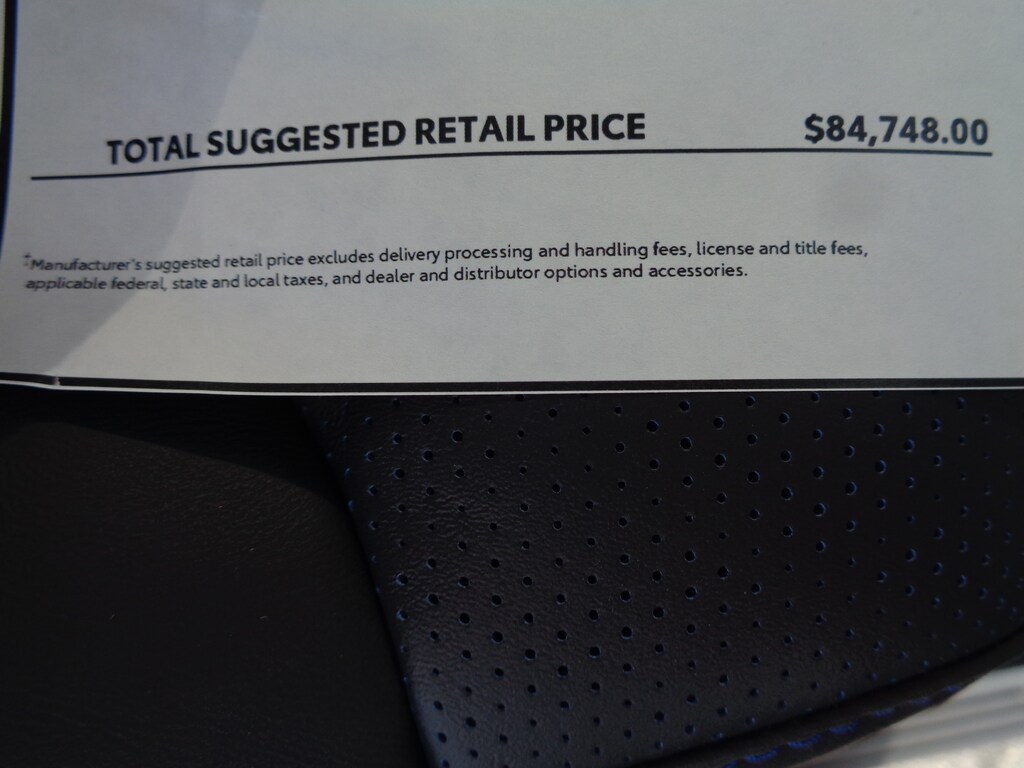 TOTAL SUGGESTED RETAIL PRICE $84,748.00
‡Manufacturer's suggested retail price excludes delivery processing and handling fees, license and title fees,
applicable federal, state and local taxes, and dealer and distributor options and accessories.